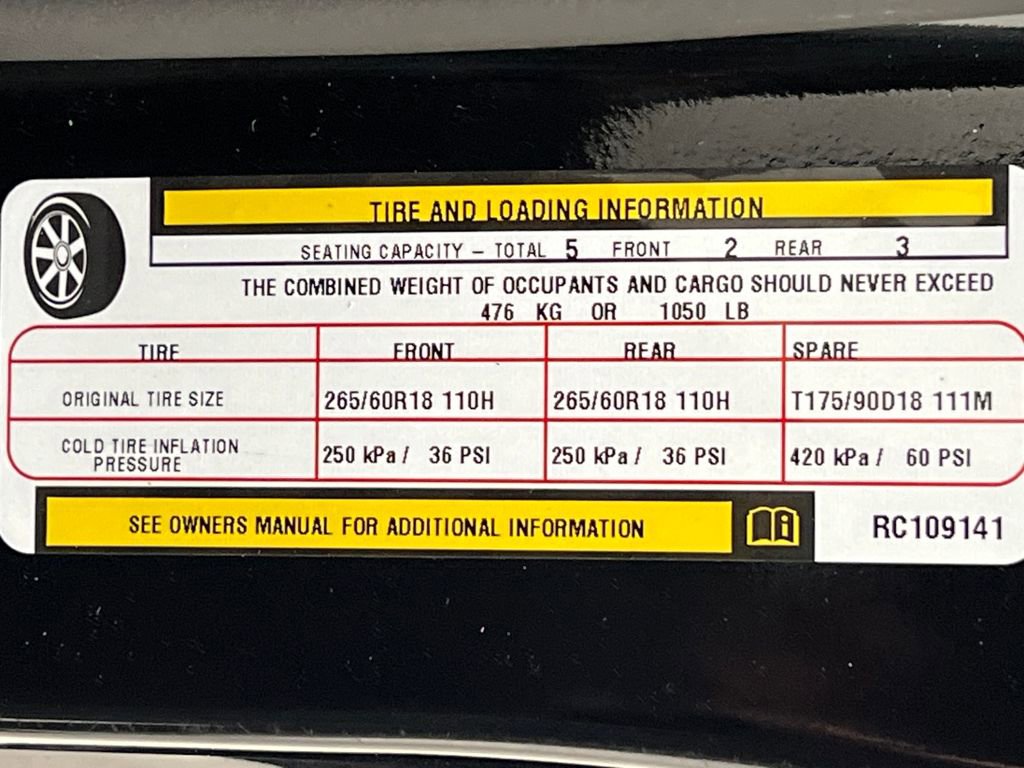 TIRE AND LOADING INFORMATION
SEATING CAPACITY – TOTAL 5 FRONT 2 REAR 3
THE COMBINED WEIGHT OF OCCUPANTS AND CARGO SHOULD NEVER EXCEED
476 KG OR 1050 LB
TIRE FRONT REAR SPARE
ORIGINAL TIRE SIZE 265/60R18 110H 265/60R18 110H T175/90D18 111M
COLD TIRE INFLATION
PRESSURE 250 kPa / 36 PSI 250 kPa / 36 PSI 420 kPa / 60 PSI
SEE OWNERS MANUAL FOR ADDITIONAL INFORMATION
RC109141